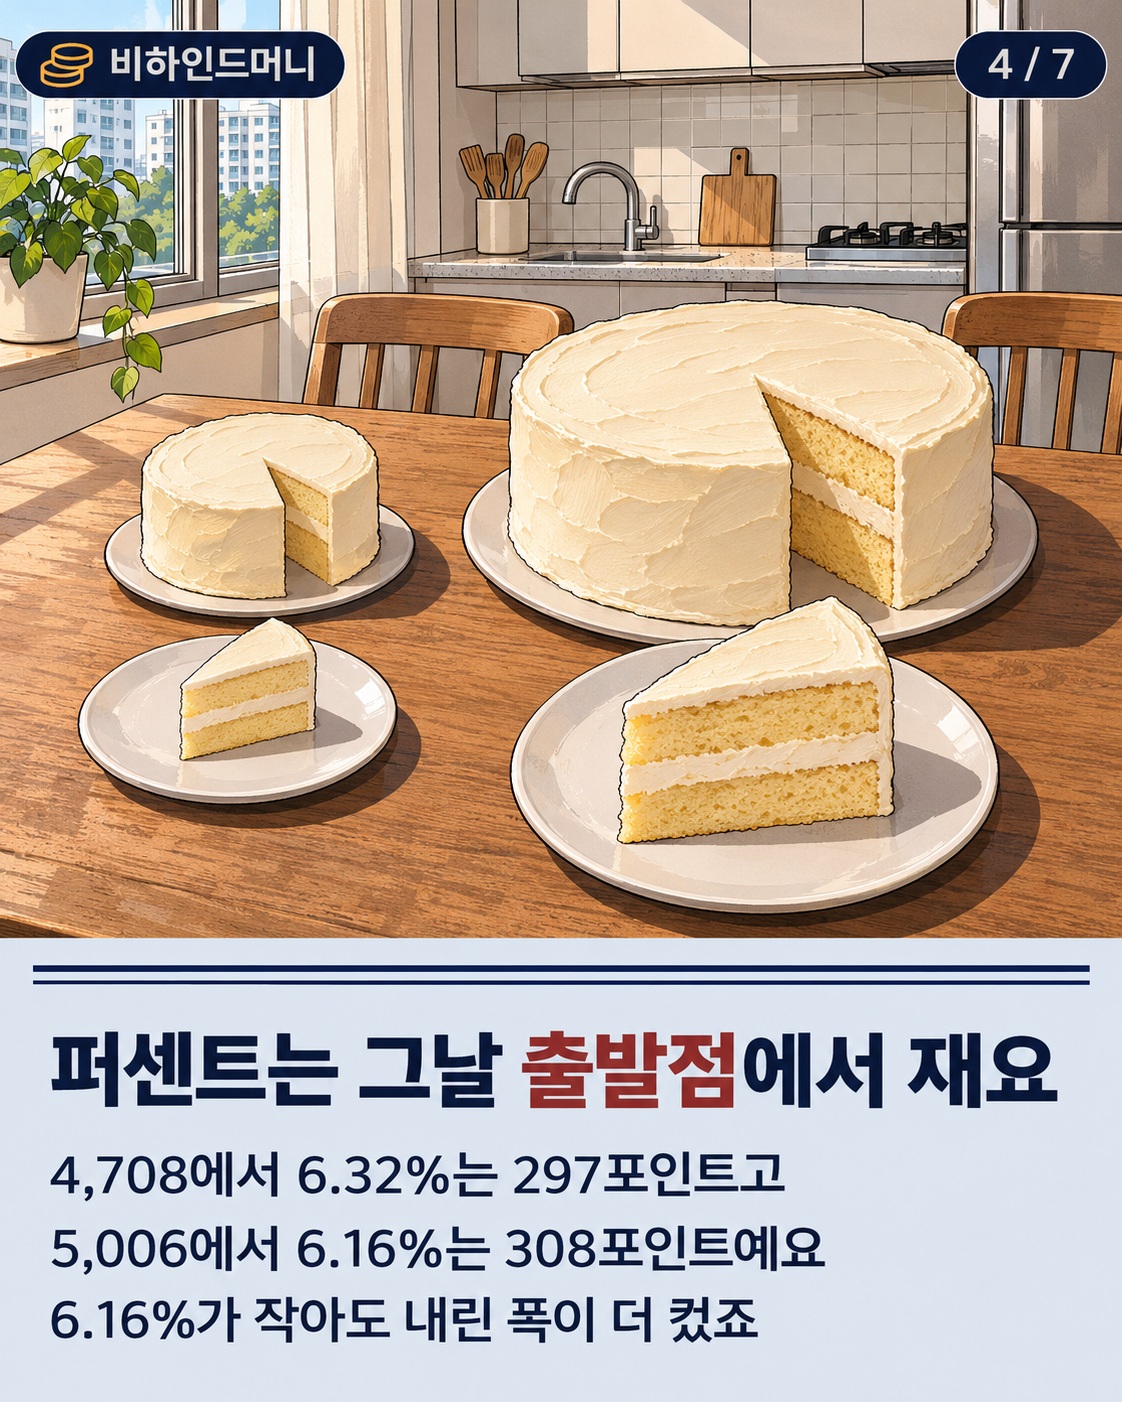 비하인드머니
4 / 7
퍼센트는 그날 출발점에서 재요
4,708에서 6.32%는 297포인트고
5,006에서 6.16%는 308포인트예요
6.16%가 작아도 내린 폭이 더 컸죠